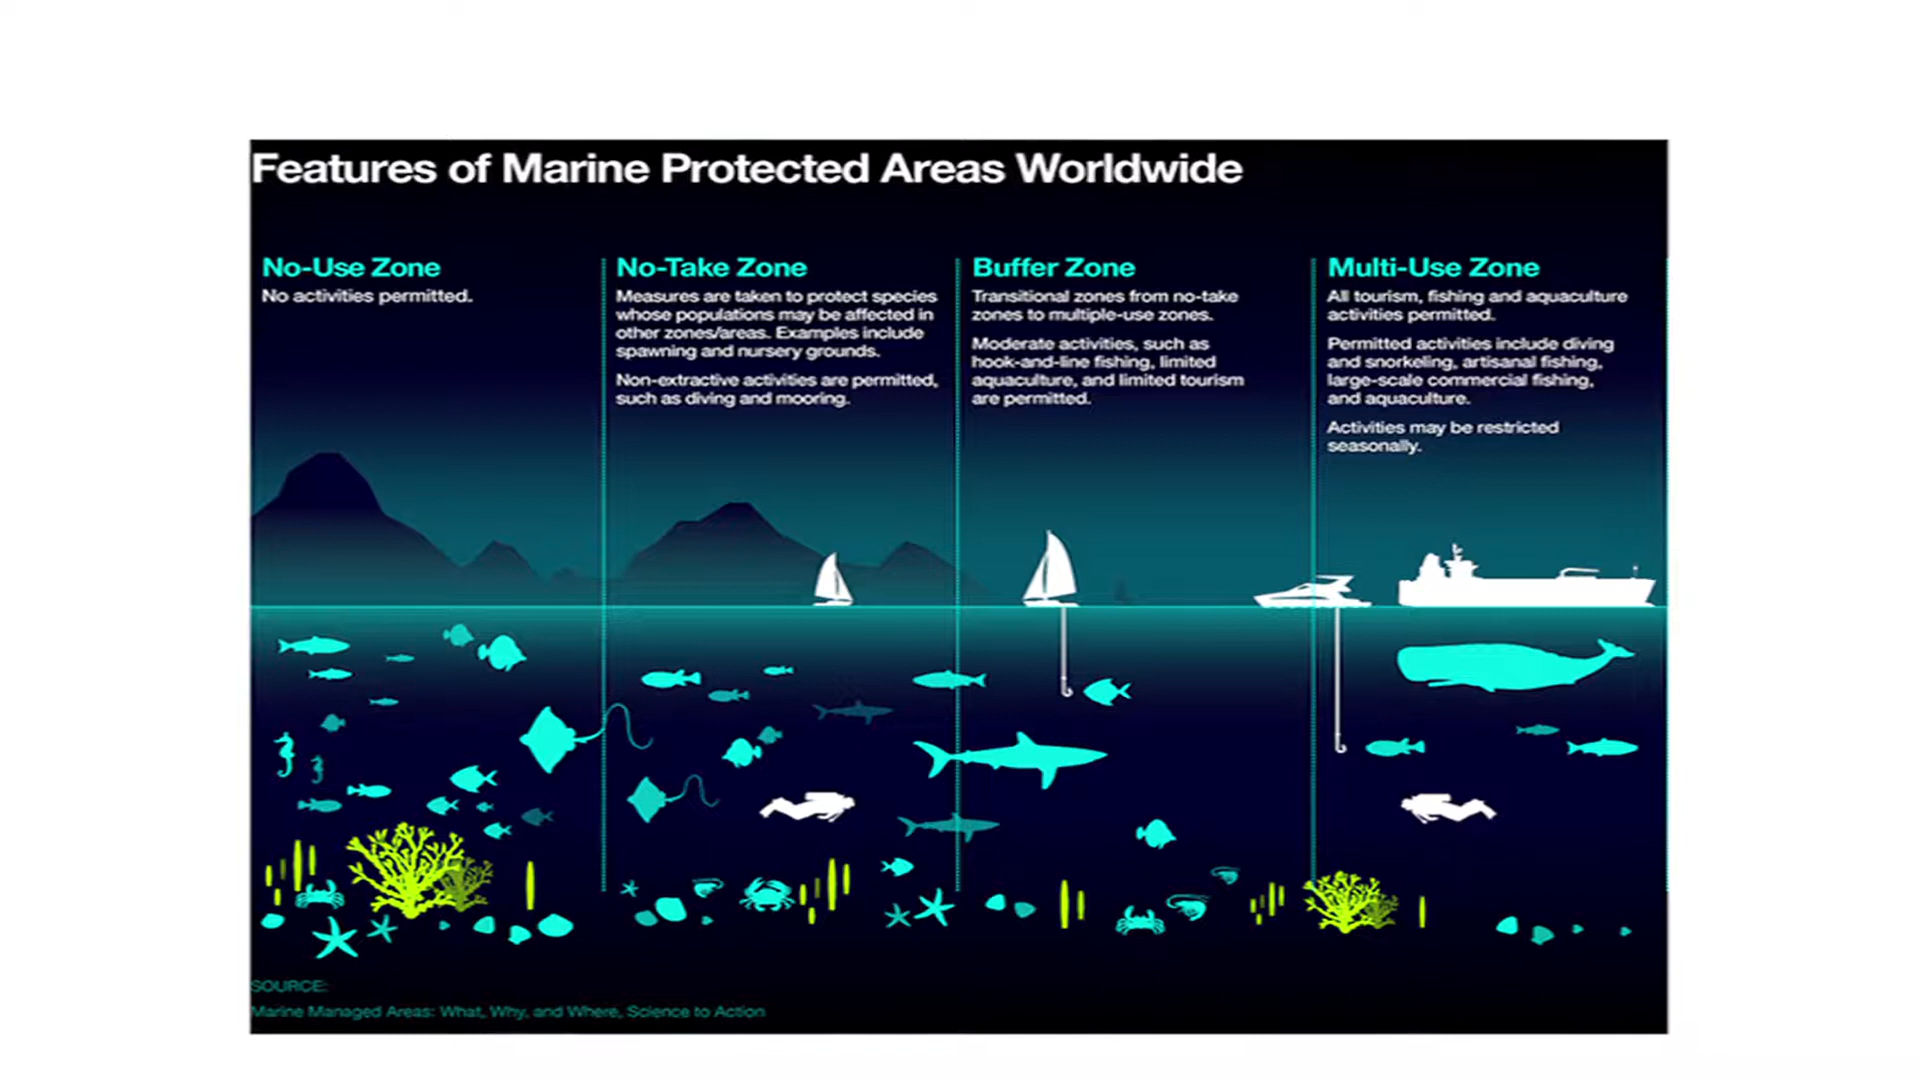 Features of Marine Protected Areas Worldwide
No-Use Zone
No activities permitted.
No-Take Zone
Measures are taken to protect species
whose populations may be affected in
other zones/areas. Examples include
spawning and nursery grounds.
Non-extractive activities are permitted,
such as diving and mooring.
Buffer Zone
Transitional zones from no-take
zones to multiple-use zones.
Moderate activities, such as
hook-and-line fishing, limited
aquaculture, and limited tourism
are permitted.
Multi-Use Zone
All tourism, fishing and aquaculture
activities permitted.
Permitted activities include diving
and snorkeling, artisanal fishing,
large-scale commercial fishing,
and aquaculture.
Activities may be restricted
seasonally.
SOURCE:
Marine Managed Areas: What, Why, and Where, Science to Action